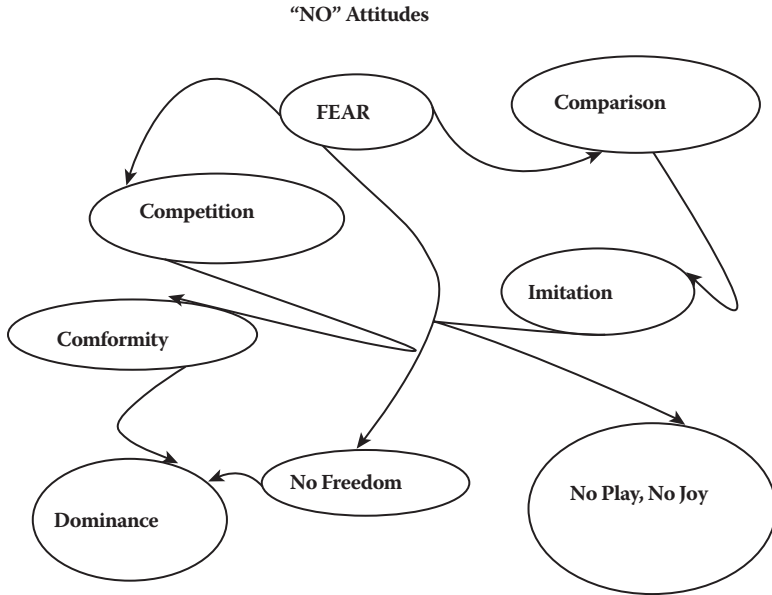 “NO” Attitudes
FEAR
Comparison
Competition
Imitation
Comformity
No Freedom
No Play, No Joy
Dominance